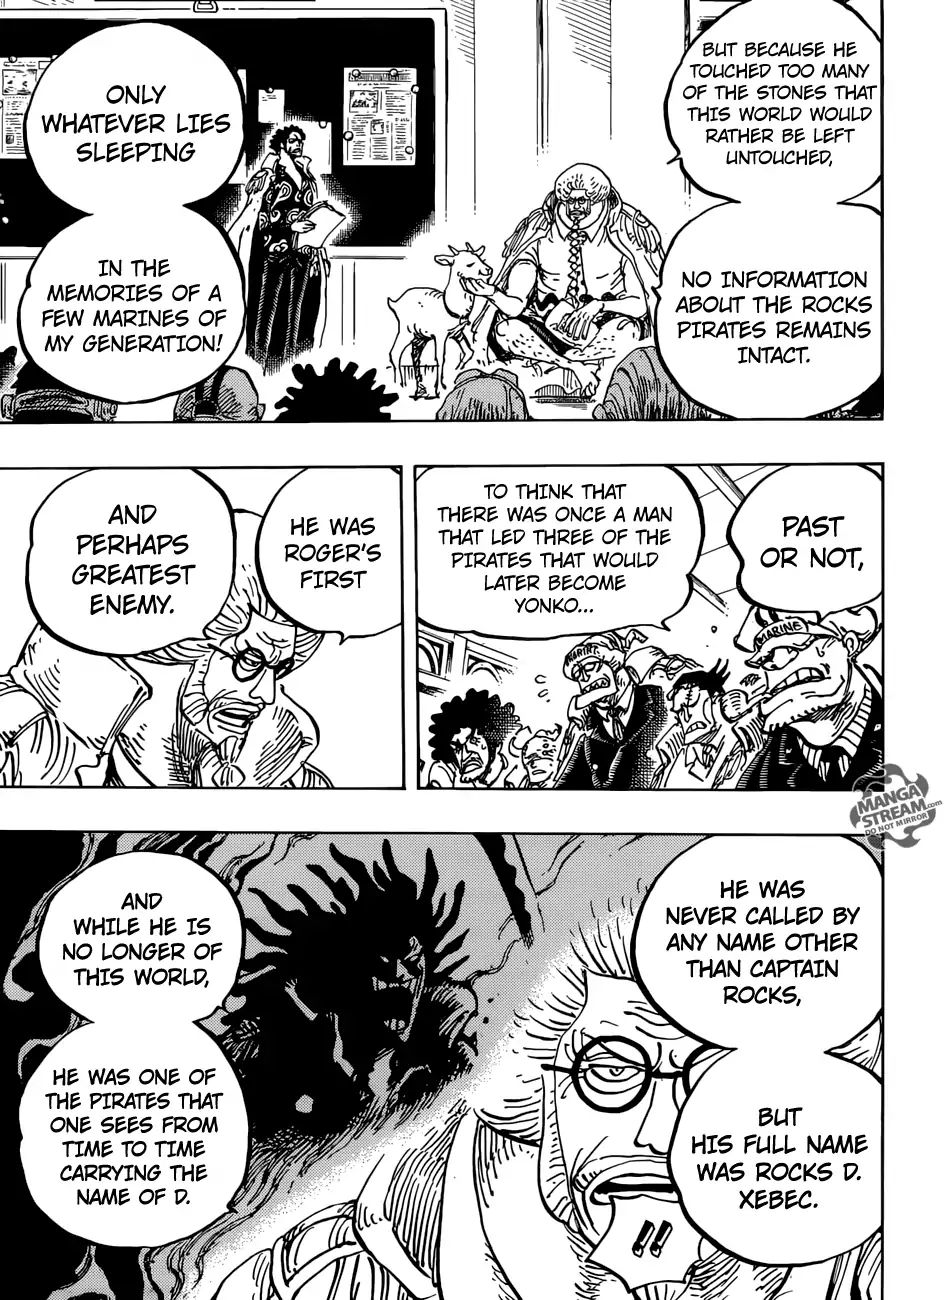 BUT BECAUSE HE
TOUCHED TOO MANY
OF THE STONES THAT
THIS WORLD WOULD
RATHER BE LEFT
UNTOUCHED,
NO INFORMATION
ABOUT THE ROCKS
PIRATES REMAINS
INTACT.
ONLY
WHATEVER LIES
SLEEPING
IN THE
MEMORIES OF A
FEW MARINES OF
MY GENERATION!
PAST
OR NOT,
TO THINK THAT
THERE WAS ONCE A MAN
THAT LED THREE OF THE
PIRATES THAT WOULD
LATER BECOME
YONKO...
MARINE
HE WAS
ROGER'S
FIRST
AND
PERHAPS
GREATEST
ENEMY.
MANGA
STREAM.com
DO NOT MIRROR
HE WAS
NEVER CALLED BY
ANY NAME OTHER
THAN CAPTAIN
ROCKS,
BUT
HIS FULL NAME
WAS ROCKS D.
XEBEC.
AND
WHILE HE IS
NO LONGER OF
THIS WORLD,
HE WAS ONE OF
THE PIRATES THAT
ONE SEES FROM
TIME TO TIME
CARRYING THE
NAME OF D.
!!